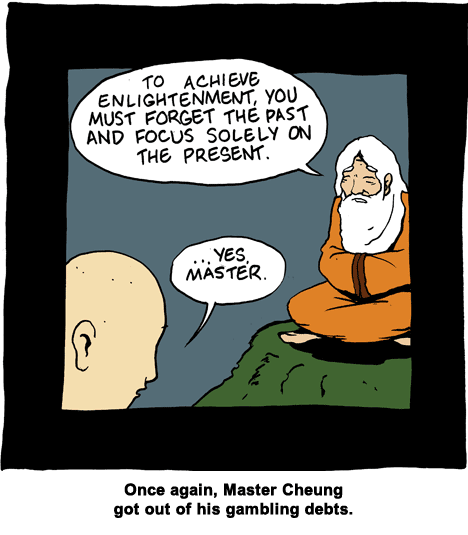 TO ACHIEVE
ENLIGHTENMENT, YOU
MUST FORGET THE PAST
AND FOCUS SOLELY ON
THE PRESENT.
...YES,
MASTER.
Once again, Master Cheung
got out of his gambling debts.